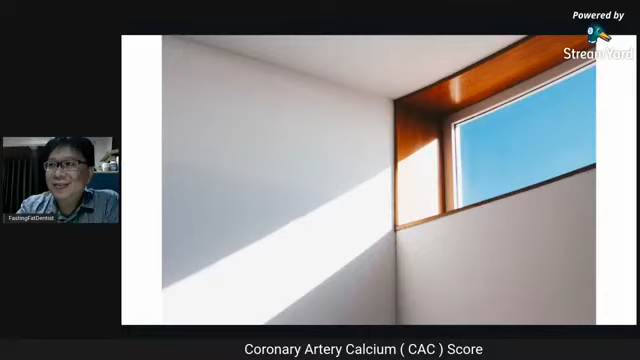 Powered by
StreamYard
FastingFatDentist
Coronary Artery Calcium ( CAC ) Score